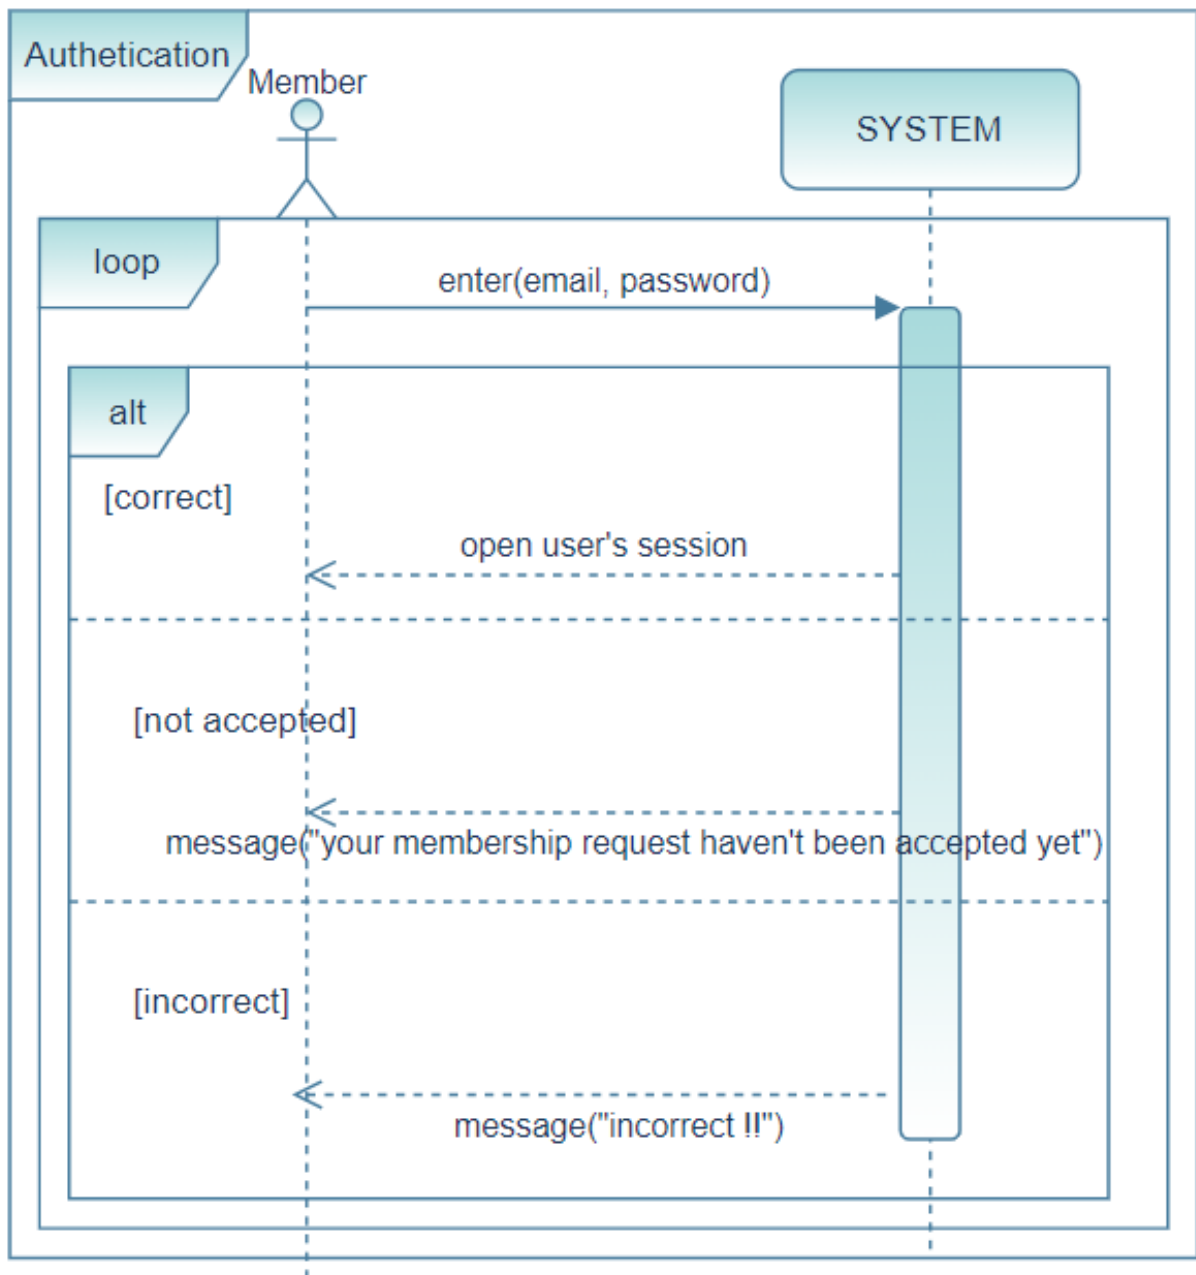 Authetication
Member
SYSTEM
loop
enter(email, password)
alt
[correct]
open user's session
[not accepted]
message("your membership request haven't been accepted yet")
[incorrect]
message("incorrect !!")